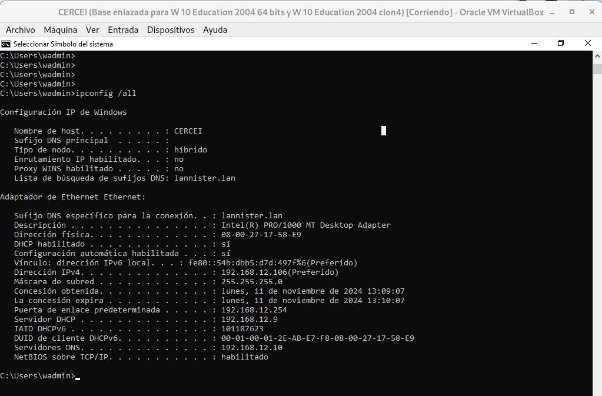 CERCEI (Base enlazada para W 10 Education 2004 64 bits y W 10 Education 2004 clon4) [Corriendo] - Oracle VM VirtualBox
Archivo Máquina Ver Entrada Dispositivos Ayuda
Seleccionar Símbolo del sistema
C:\Users\wadmin>
C:\Users\wadmin>
C:\Users\wadmin>
C:\Users\wadmin>
C:\Users\wadmin>ipconfig /all
Configuración IP de Windows
Nombre de host. . . . . . . . . : CERCEI
Sufijo DNS principal . . . . . :
Tipo de nodo. . . . . . . . . . : híbrido
Enrutamiento IP habilitado. . . : no
Proxy WINS habilitado . . . . . : no
Lista de búsqueda de sufijos DNS: lannister.lan
Adaptador de Ethernet Ethernet:
Sufijo DNS específico para la conexión. . : lannister.lan
Descripción . . . . . . . . . . . . . . . : Intel(R) PRO/1000 MT Desktop Adapter
Dirección física. . . . . . . . . . . . . : 08-00-27-17-58-E9
DHCP habilitado . . . . . . . . . . . . . : sí
Configuración automática habilitada . . . : sí
Vínculo: dirección IPv6 local. . . : fe80::54b:dbb5:d7d:497f%6(Preferido)
Dirección IPv4. . . . . . . . . . . . . . : 192.168.12.106(Preferido)
Máscara de subred . . . . . . . . . . . . : 255.255.255.0
Concesión obtenida. . . . . . . . . . . . : lunes, 11 de noviembre de 2024 13:09:07
La concesión expira . . . . . . . . . . . : lunes, 11 de noviembre de 2024 13:10:07
Puerta de enlace predeterminada . . . . . : 192.168.12.254
Servidor DHCP . . . . . . . . . . . . . . : 192.168.12.9
IAID DHCPv6 . . . . . . . . . . . . . . . : 101187623
DUID de cliente DHCPv6. . . . . . . . . . : 00-01-00-01-2E-AB-E7-F8-08-00-27-17-58-E9
Servidores DNS. . . . . . . . . . . . . . : 192.168.12.10
NetBIOS sobre TCP/IP. . . . . . . . . . . : habilitado
C:\Users\wadmin>